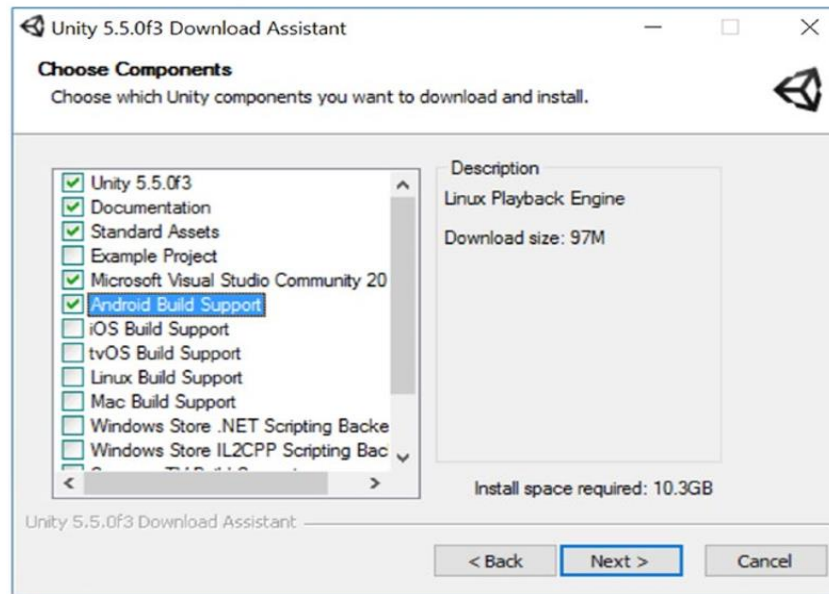 Unity 5.5.0f3 Download Assistant
Choose Components
Choose which Unity components you want to download and install.
Unity 5.5.0f3
Documentation
Standard Assets
Example Project
Microsoft Visual Studio Community 20
Android Build Support
iOS Build Support
tvOS Build Support
Linux Build Support
Mac Build Support
Windows Store .NET Scripting Backe
Windows Store IL2CPP Scripting Bac
Description
Linux Playback Engine
Download size: 97M
Install space required: 10.3GB
Unity 5.5.0f3 Download Assistant
< Back
Next >
Cancel